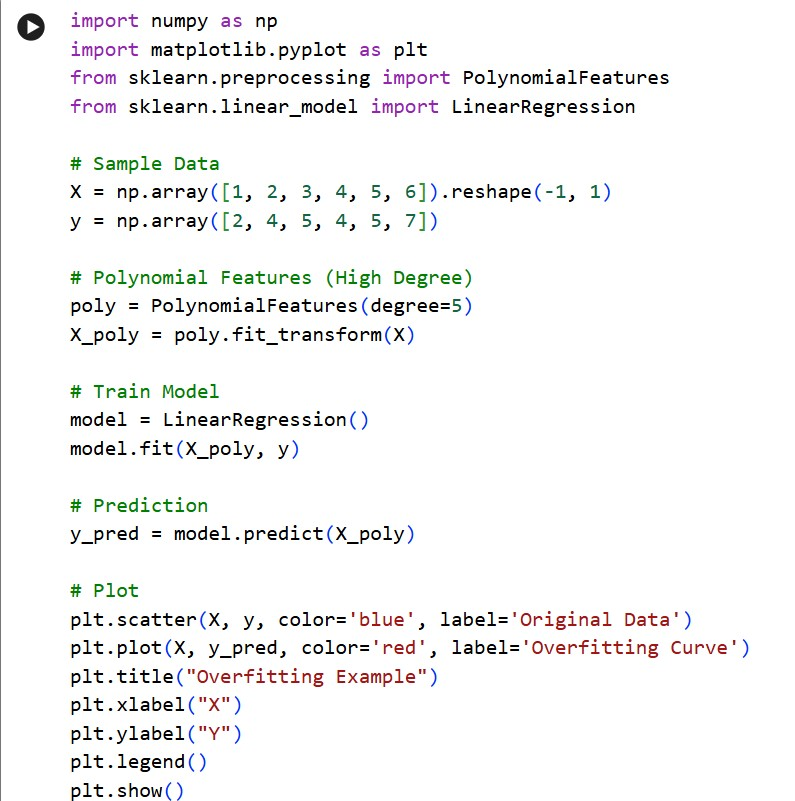 import numpy as np
import matplotlib.pyplot as plt
from sklearn.preprocessing import PolynomialFeatures
from sklearn.linear_model import LinearRegression
# Sample Data
X = np.array([1, 2, 3, 4, 5, 6]).reshape(-1, 1)
y = np.array([2, 4, 5, 4, 5, 7])
# Polynomial Features (High Degree)
poly = PolynomialFeatures(degree=5)
X_poly = poly.fit_transform(X)
# Train Model
model = LinearRegression()
model.fit(X_poly, y)
# Prediction
y_pred = model.predict(X_poly)
# Plot
plt.scatter(X, y, color='blue', label='Original Data')
plt.plot(X, y_pred, color='red', label='Overfitting Curve')
plt.title("Overfitting Example")
plt.xlabel("X")
plt.ylabel("Y")
plt.legend()
plt.show()